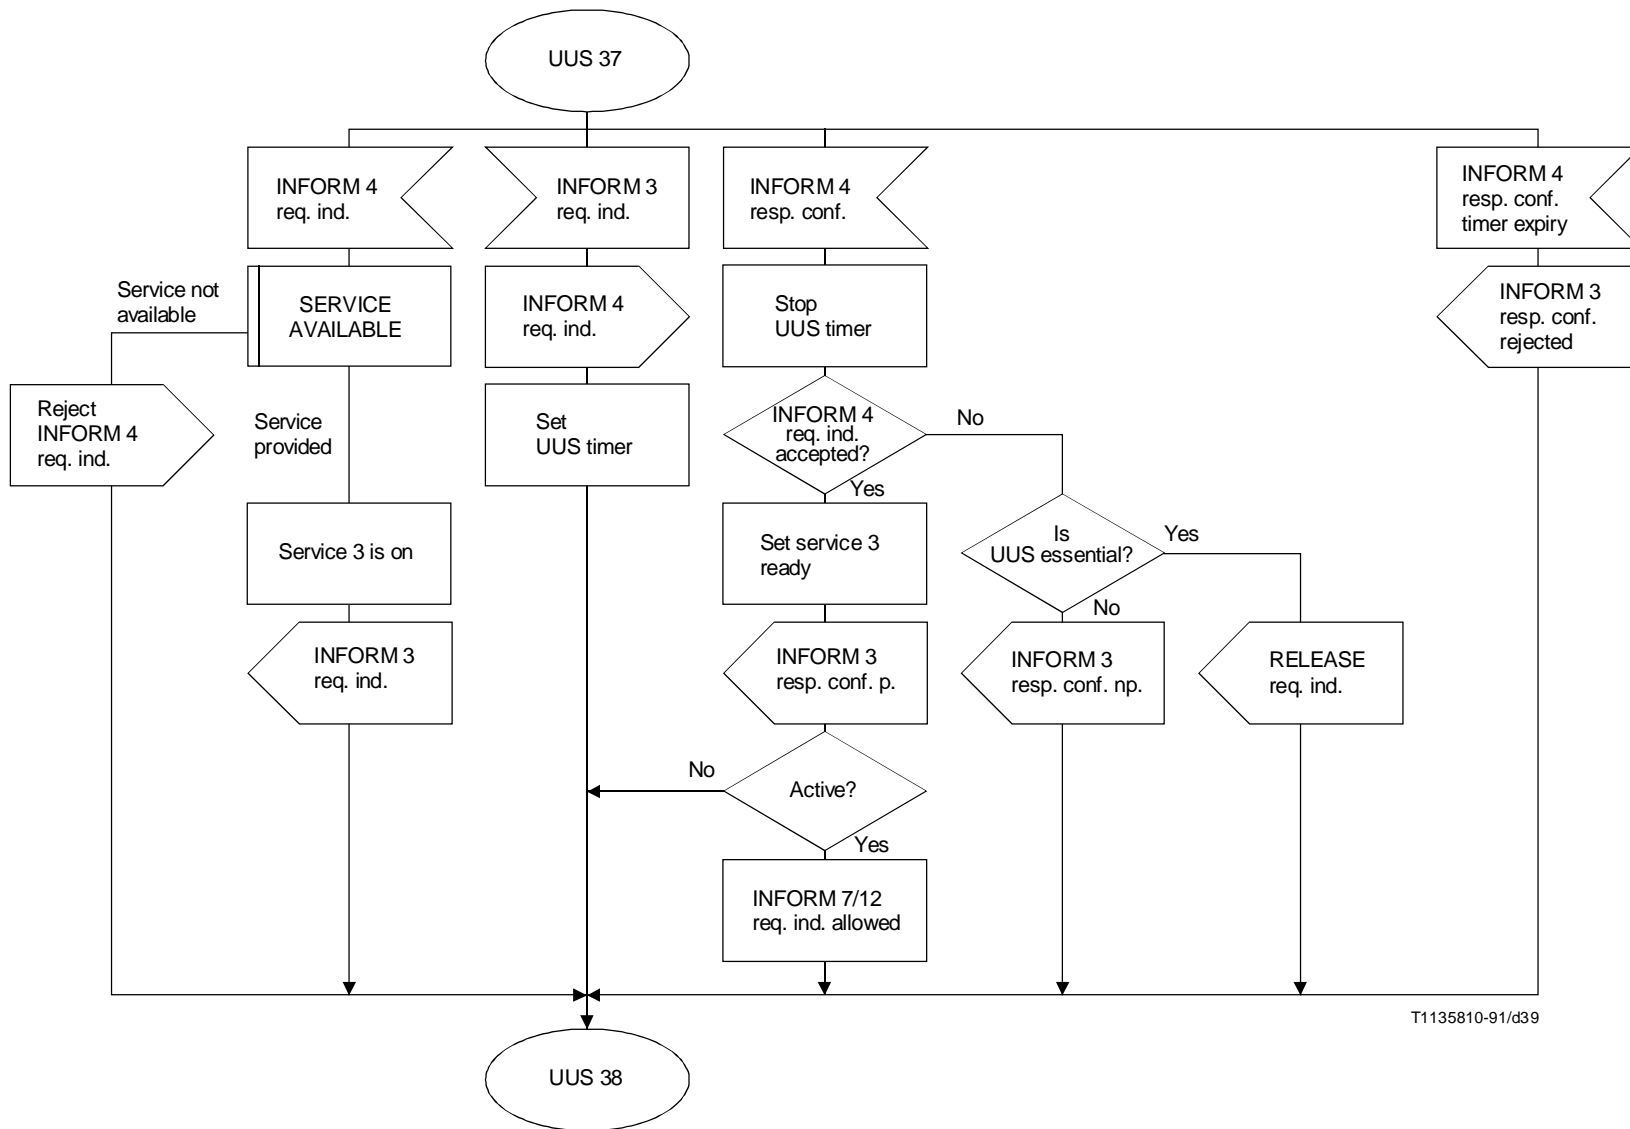 UUS 37
INFORM 4
req. ind.
INFORM 3
req. ind.
INFORM 4
resp. conf.
INFORM 4
resp. conf.
timer expiry
Service not
available
SERVICE
AVAILABLE
INFORM 4
req. ind.
Stop
UUS timer
INFORM 3
resp. conf.
rejected
Reject
INFORM 4
req. ind.
Service
provided
Set
UUS timer
INFORM 4
req. ind.
accepted?
No
Yes
Service 3 is on
Set service 3
ready
Is
UUS essential?
Yes
No
INFORM 3
req. ind.
INFORM 3
resp. conf. p.
INFORM 3
resp. conf. np.
RELEASE
req. ind.
No
Active?
Yes
INFORM 7/12
req. ind. allowed
T1135810-91/d39
UUS 38